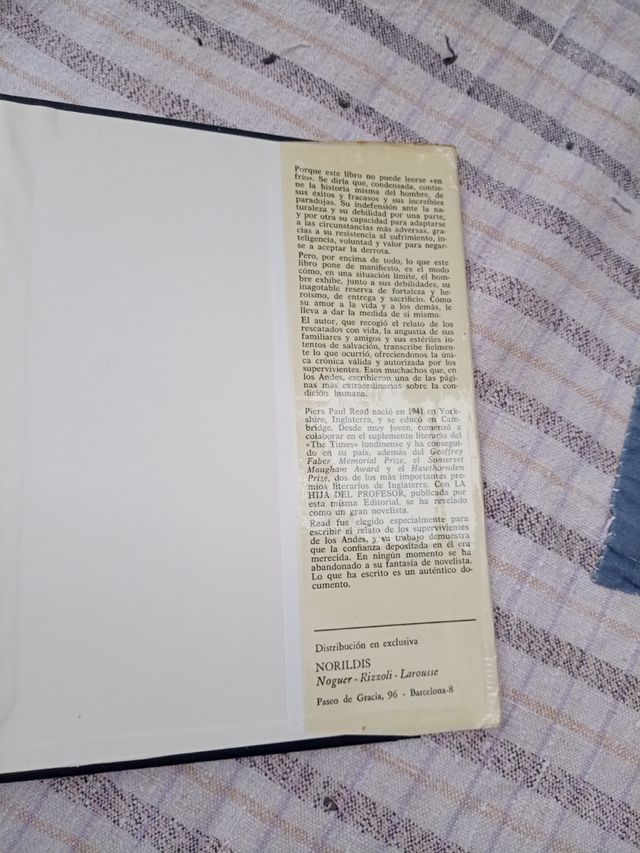 Porque este libro no puede leerse «en
frío». Se diría que, condensada, contie-
ne la historia misma del hombre, de
sus éxitos y fracasos y sus increíbles
paradojas. Su indefensión ante la na-
turaleza y su debilidad por una parte,
y por otra su capacidad para adaptarse
a las circunstancias más adversas, gra-
cias a su resistencia al sufrimiento, in-
teligencia, voluntad y valor para negar-
se a aceptar la derrota.
Pero, por encima de todo, lo que este
libro pone de manifiesto, es el modo
cómo, en una situación límite, el hom-
bre exhibe, junto a sus debilidades, su
inagotable reserva de fortaleza y he-
roísmo, de entrega y sacrificio. Cómo
su amor a la vida y a los demás, le
lleva a dar la medida de sí mismo.
El autor, que recogió el relato de los
rescatados con vida, la angustia de sus
familiares y amigos y sus estériles in-
tentos de salvación, transcribe fielmen-
te lo que ocurrió, ofreciéndonos la úni-
ca crónica válida y autorizada por los
supervivientes. Esos muchachos que, en
los Andes, escribieron una de las pági-
nas más extraordinarias sobre la con-
dición humana.
Piers Paul Read nació en 1941 en York-
shire, Inglaterra, y se educó en Cam-
bridge. Desde muy joven, comenzó a
colaborar en el suplemento literario del
«The Times» londinense y ha consegui-
do en su país, además del Geoffrey
Faber Memorial Prize, el Somerset
Maugham Award y el Hawthornden
Prize, dos de los más importantes pre-
mios literarios de Inglaterra. Con LA
HIJA DEL PROFESOR, publicada por
esta misma Editorial, se ha revelado
como un gran novelista.
Read fue elegido especialmente para
escribir el relato de los supervivientes
de los Andes, y su trabajo demuestra
que la confianza depositada en él era
merecida. En ningún momento se ha
abandonado a su fantasía de novelista.
Lo que ha escrito es un auténtico do-
cumento.
Distribución en exclusiva
NORILDIS
Noguer - Rizzoli - Larousse
Paseo de Gracia, 96 - Barcelona-8